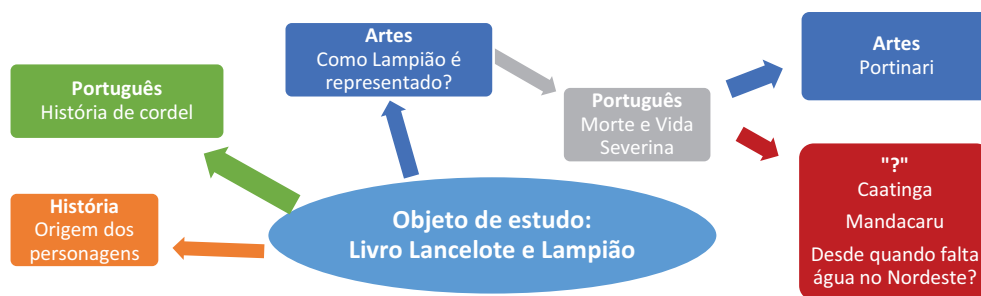 Artes
Como Lampião é
representado?
Artes
Portinari
Português
História de cordel
Português
Morte e Vida
Severina
"?"
Caatinga
Mandacaru
Desde quando falta
água no Nordeste?
História
Origem dos
personagens
Objeto de estudo:
Livro Lancelote e Lampião